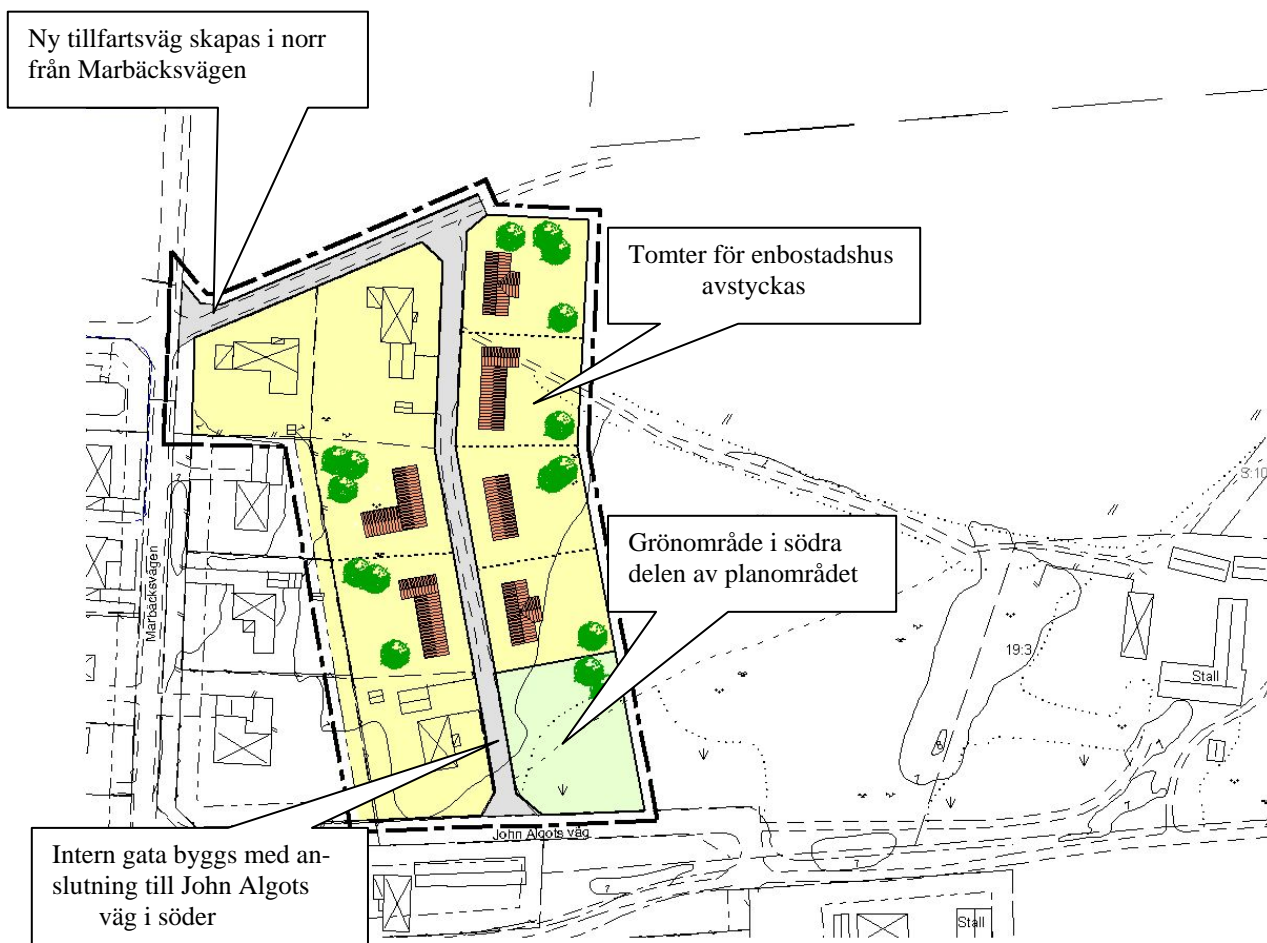 Ny tillfartsväg skapas i norr
från Marbäcksvägen
Tomter för enbostadshus
avstyckas
Grönområde i södra
delen av planområdet
Marbäcksvägen
19:3
Stall
S:10
John Algots väg
Intern gata byggs med an-
slutning till John Algots
väg i söder
Stall